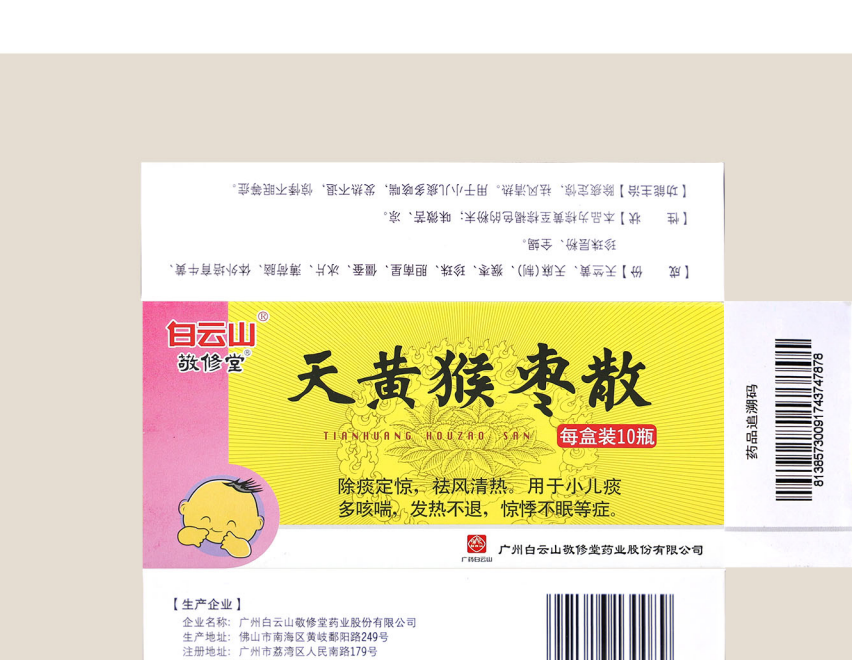 【功能主治】除痰定惊，祛风清热。用于小儿痰多咳嗽，发热不退，惊悸不眠等症。
【性　　状】本品为棕黄至棕褐色的粉末；味微苦、凉。
【成　　份】天竺黄、天麻(制)、猴枣、珍珠、胆南星、僵蚕、冰片、薄荷脑、体外培育牛黄、
珍珠层粉、全蝎。
白云山®
敬修堂®
天黄猴枣散
TIANHUANG HOUZAO SAN
每盒装10瓶
除痰定惊，祛风清热。用于小儿痰
多咳喘，发热不退，惊悸不眠等症。
广药白云山
广州白云山敬修堂药业股份有限公司
药品追溯码
81385730091743747878
【生产企业】
企业名称：广州白云山敬修堂药业股份有限公司
生产地址：佛山市南海区黄岐鄱阳路249号
注册地址：广州市荔湾区人民南路179号